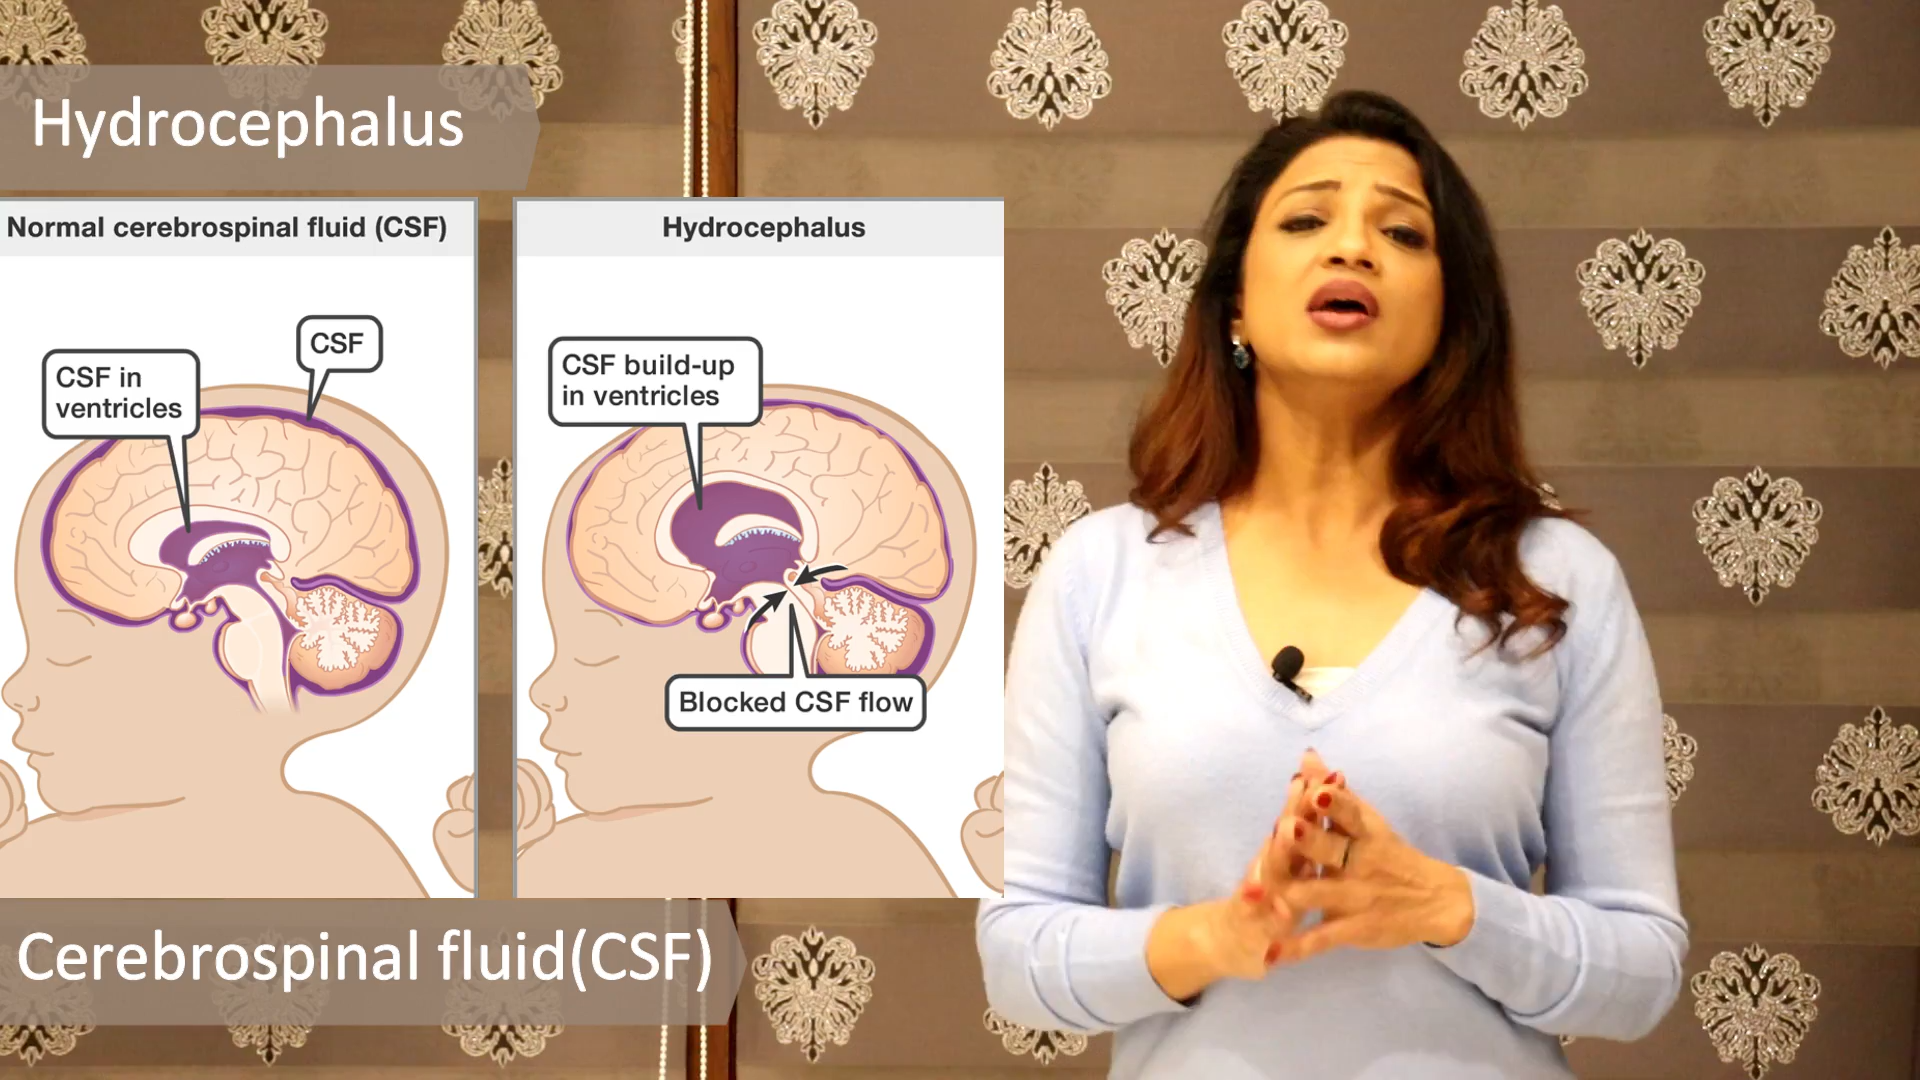 Hydrocephalus
Normal cerebrospinal fluid (CSF)
CSF
CSF in
ventricles
Hydrocephalus
CSF build-up
in ventricles
Blocked CSF flow
Cerebrospinal fluid(CSF)